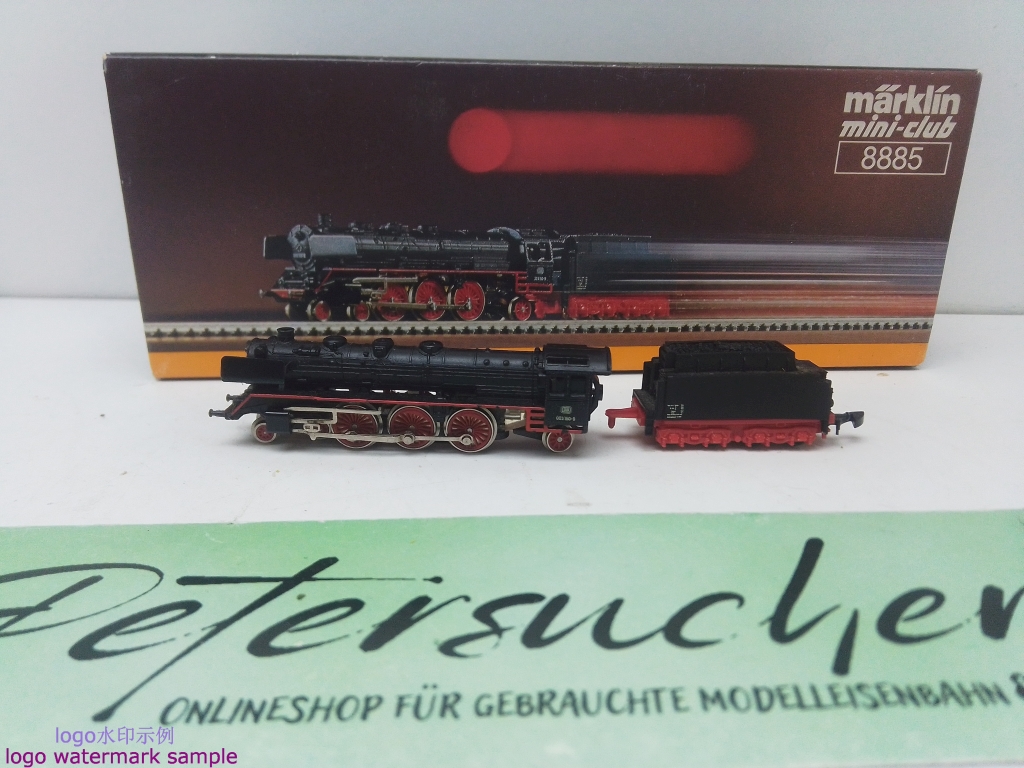 märklin
mini-club
8885
DB
Petersucher
ONLINESHOP FÜR GEBRAUCHTE MODELLEISENBAHN &
logo水印示例
logo watermark sample